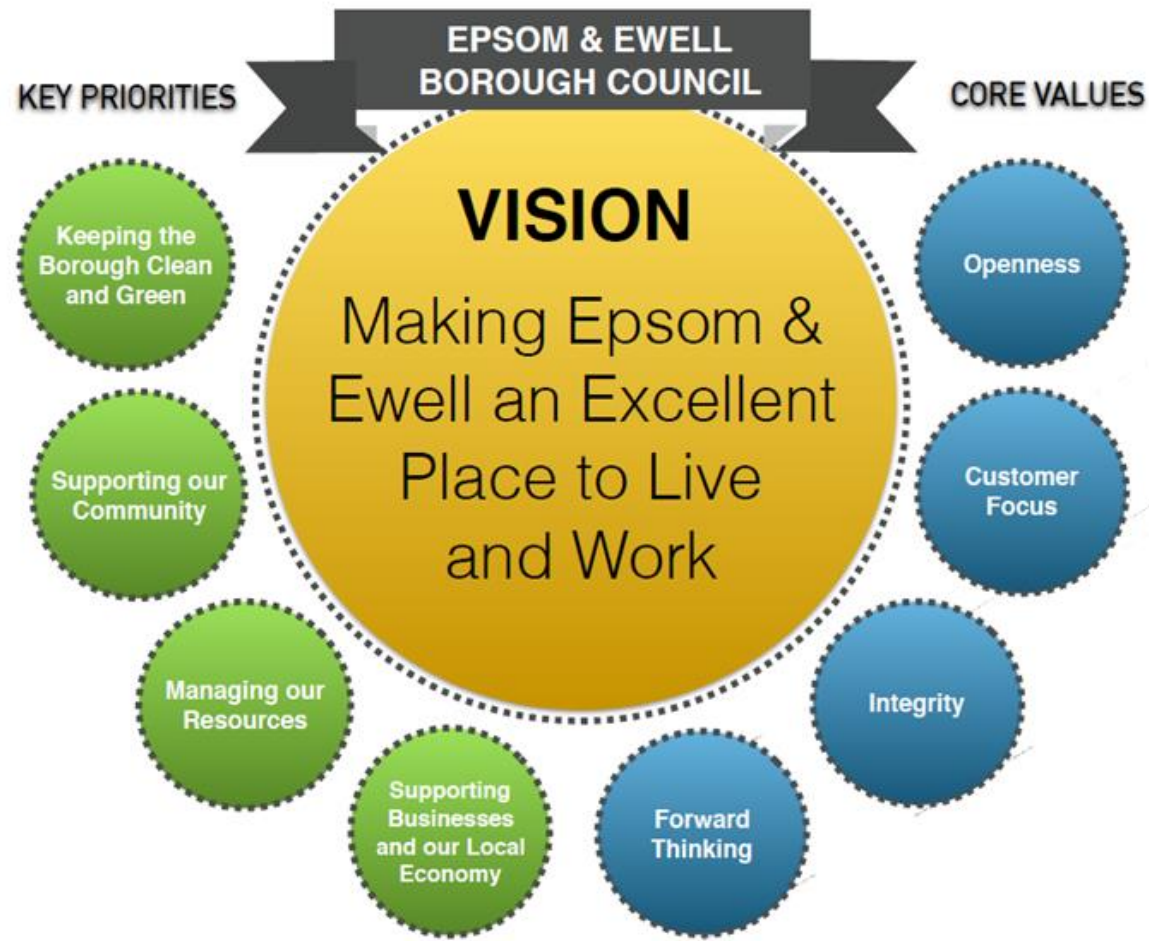 EPSOM & EWELL
BOROUGH COUNCIL
KEY PRIORITIES
CORE VALUES
VISION
Making Epsom &
Ewell an Excellent
Place to Live
and Work
Keeping the
Borough Clean
and Green
Supporting our
Community
Managing our
Resources
Supporting
Businesses
and our Local
Economy
Openness
Customer
Focus
Integrity
Forward
Thinking